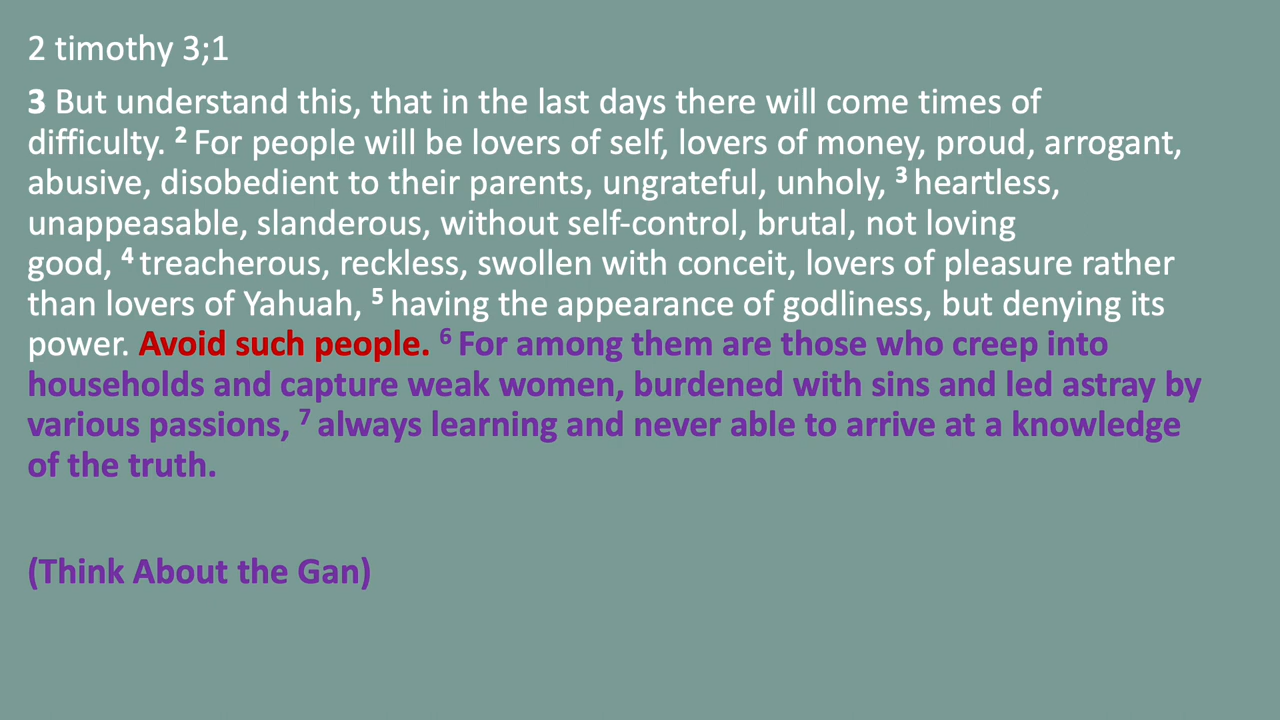 2 timothy 3;1
3 But understand this, that in the last days there will come times of
difficulty. 2 For people will be lovers of self, lovers of money, proud, arrogant,
abusive, disobedient to their parents, ungrateful, unholy, 3 heartless,
unappeasable, slanderous, without self-control, brutal, not loving
good, 4 treacherous, reckless, swollen with conceit, lovers of pleasure rather
than lovers of Yahuah, 5 having the appearance of godliness, but denying its
power. Avoid such people. 6 For among them are those who creep into
households and capture weak women, burdened with sins and led astray by
various passions, 7 always learning and never able to arrive at a knowledge
of the truth.
(Think About the Gan)